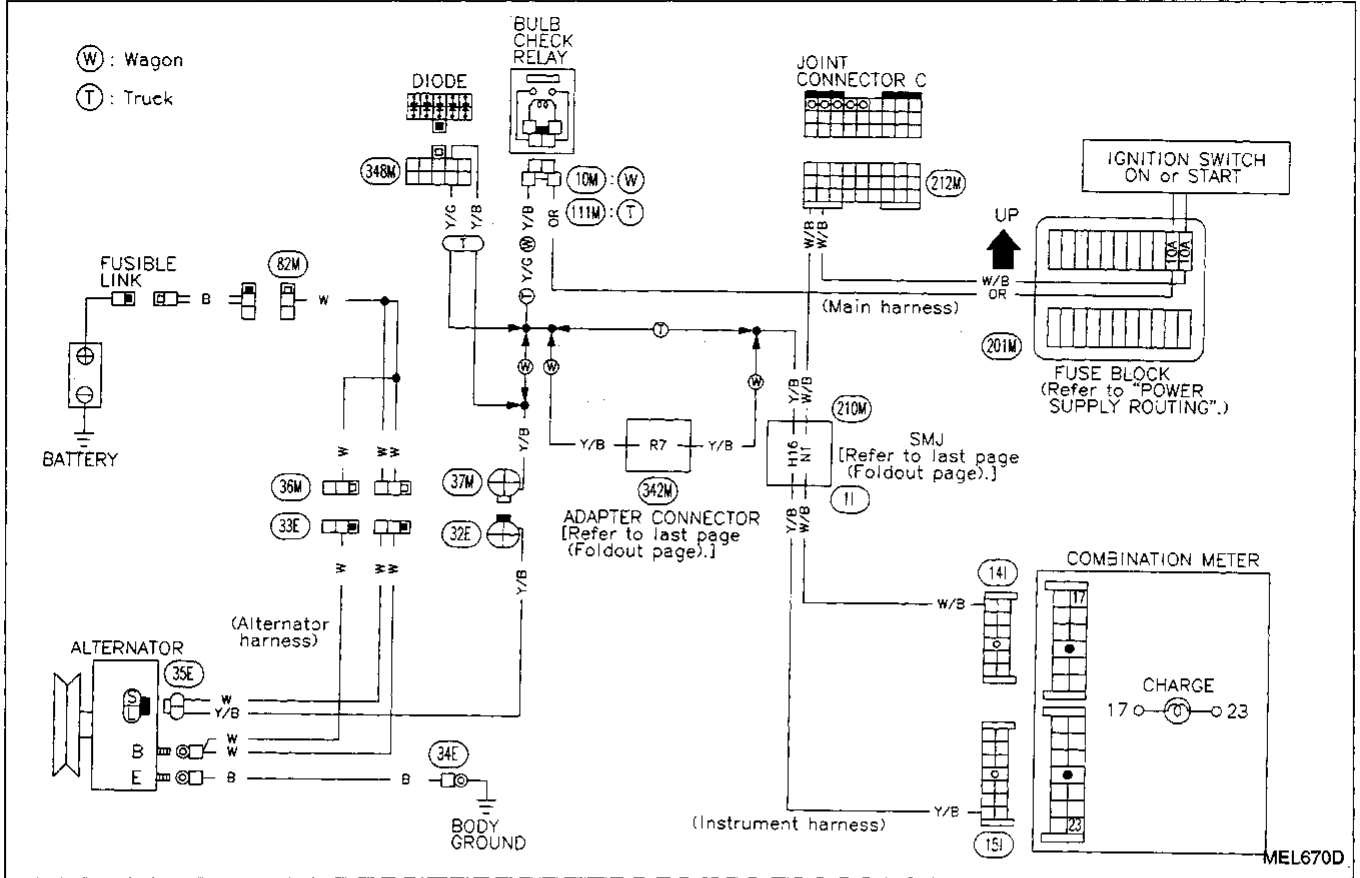 W : Wagon
T : Truck
BULB
CHECK
RELAY
DIODE
JOINT
CONNECTOR C
IGNITION SWITCH
ON or START
348M
10M : W
111M : T
212M
UP
10A
10A
Y/G
Y/B
Y/B
OR
W
Y/G
T
T
W/B
W/B
FUSIBLE
LINK
82M
B
W
W/B
OR
(Main harness)
201M
FUSE BLOCK
(Refer to "POWER
SUPPLY ROUTING".)
T
W
W
W
Y/B
W/B
210M
BATTERY
W
W
W
Y/B
Y/B
R7
Y/B
H16
N1
SMJ
[Refer to last page
(Foldout page).]
36M
37M
342M
1I
33E
32E
ADAPTER CONNECTOR
[Refer to last page
(Foldout page).]
Y/B
W/B
W
W
W
Y/B
COMBINATION METER
14I
17
W/B
(Alternator
harness)
ALTERNATOR
35E
S
L
W
Y/B
CHARGE
17
23
B
W
W
34E
E
B
B
BODY
GROUND
(Instrument harness)
Y/B
15I
23
MEL670D